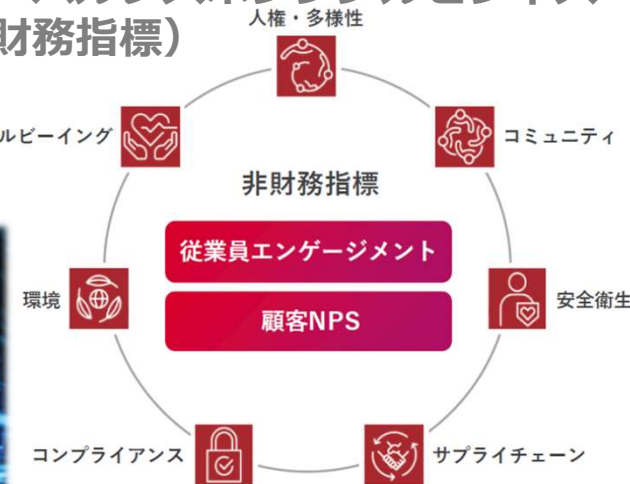 財務指標）
人権・多様性
ルビーイング
コミュニティ
非財務指標
従業員エンゲージメント
環境
安全衛生
顧客NPS
コンプライアンス
サプライチェーン